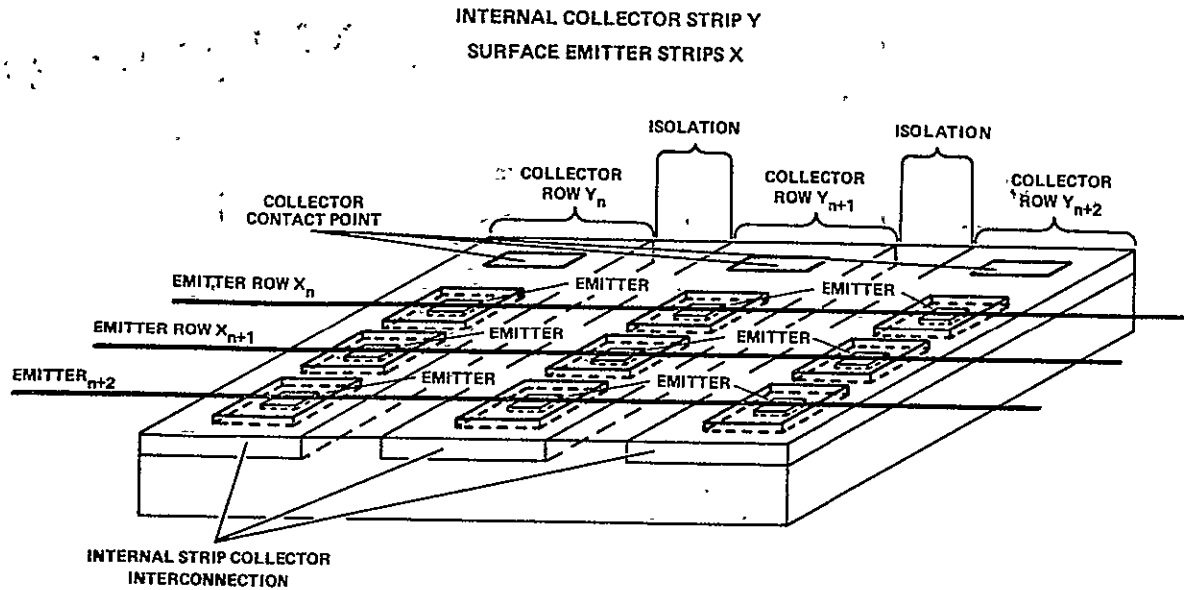 INTERNAL COLLECTOR STRIP Y
SURFACE EMITTER STRIPS X
ISOLATION
ISOLATION
COLLECTOR
ROW Yn
COLLECTOR
ROW Yn+1
COLLECTOR
ROW Yn+2
COLLECTOR
CONTACT POINT
EMITTER ROW Xn
EMITTER
EMITTER
EMITTER ROW Xn+1
EMITTER
EMITTER
EMITTERn+2
EMITTER
EMITTER
INTERNAL STRIP COLLECTOR
INTERCONNECTION